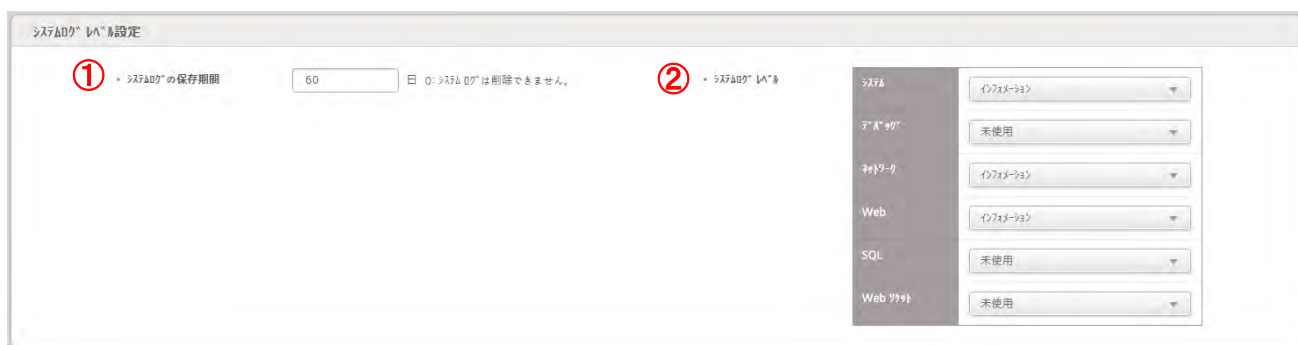 ｼｽﾃﾑﾛｸﾞ ﾚﾍﾞﾙ設定
① • ｼｽﾃﾑﾛｸﾞの保存期間 60 日 0: ｼｽﾃﾑ ﾛｸﾞは削除できません。
② • ｼｽﾃﾑﾛｸﾞ ﾚﾍﾞﾙ
ｼｽﾃﾑ ｲﾝﾌｫﾒｰｼｮﾝ
ﾃﾞﾊﾞｯｸﾞ 未使用
ﾈｯﾄﾜｰｸ ｲﾝﾌｫﾒｰｼｮﾝ
Web ｲﾝﾌｫﾒｰｼｮﾝ
SQL 未使用
Web ｿｹｯﾄ 未使用